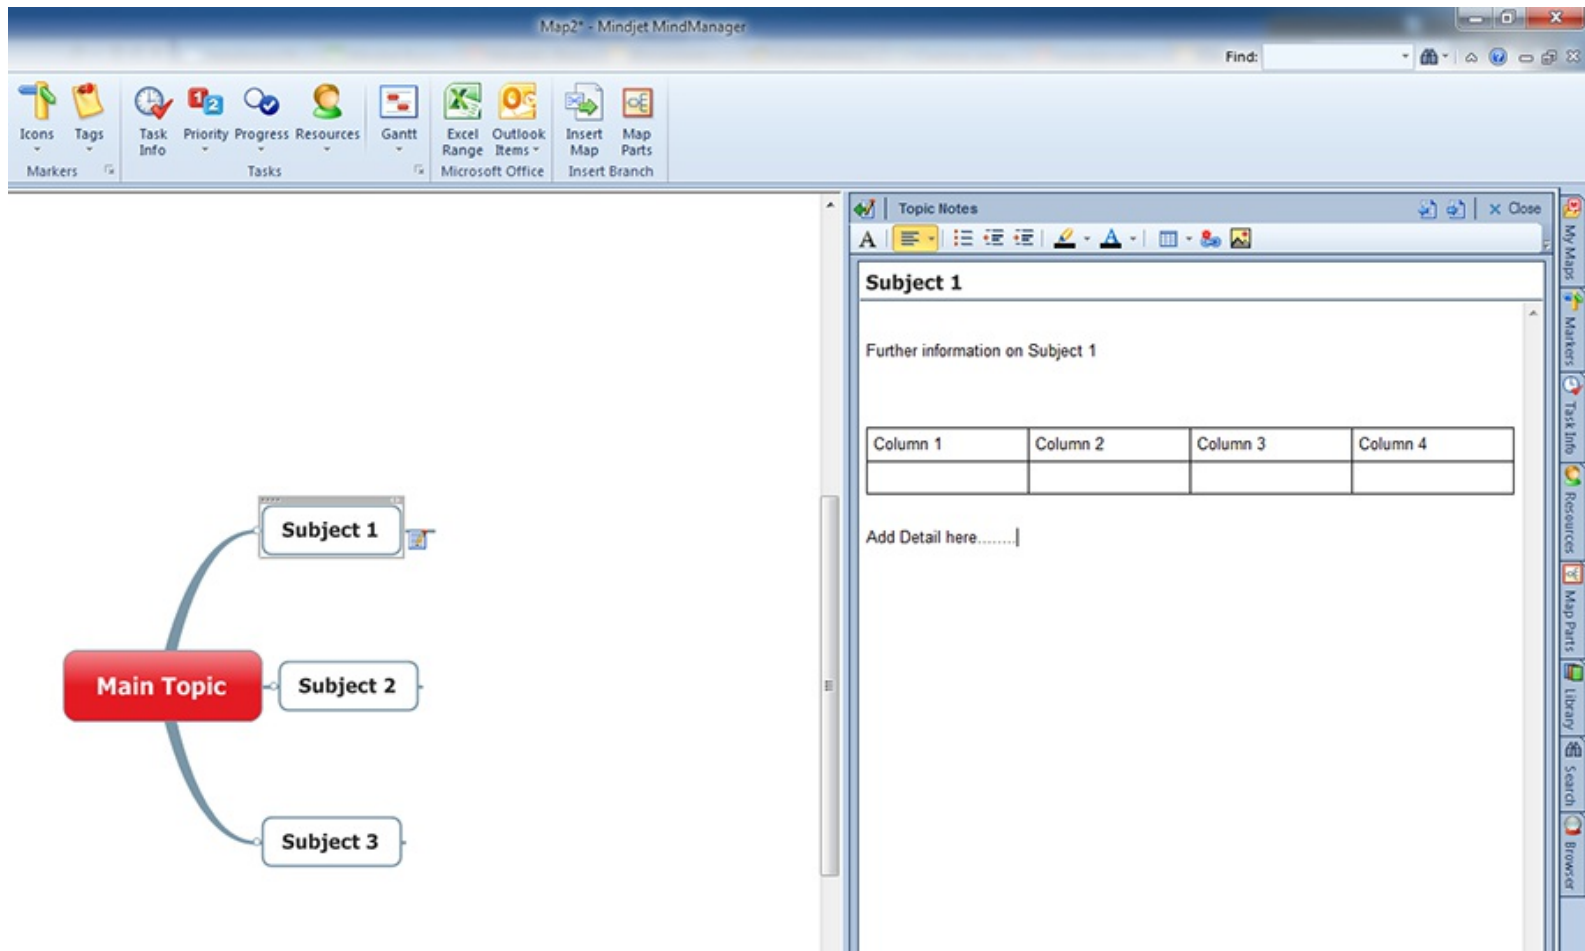 Map2* - Mindjet MindManager
Find:
Icons
Tags
Task Info
Priority
Progress
Resources
Gantt
Excel Range
Outlook Items
Insert Map
Map Parts
Markers
Tasks
Microsoft Office
Insert Branch
Topic Notes
Close
Subject 1
Further information on Subject 1
Column 1 Column 2 Column 3 Column 4
Add Detail here........
Subject 1
Main Topic
Subject 2
Subject 3
My Maps
Markers
Task Info
Resources
Map Parts
Library
Search
Browser